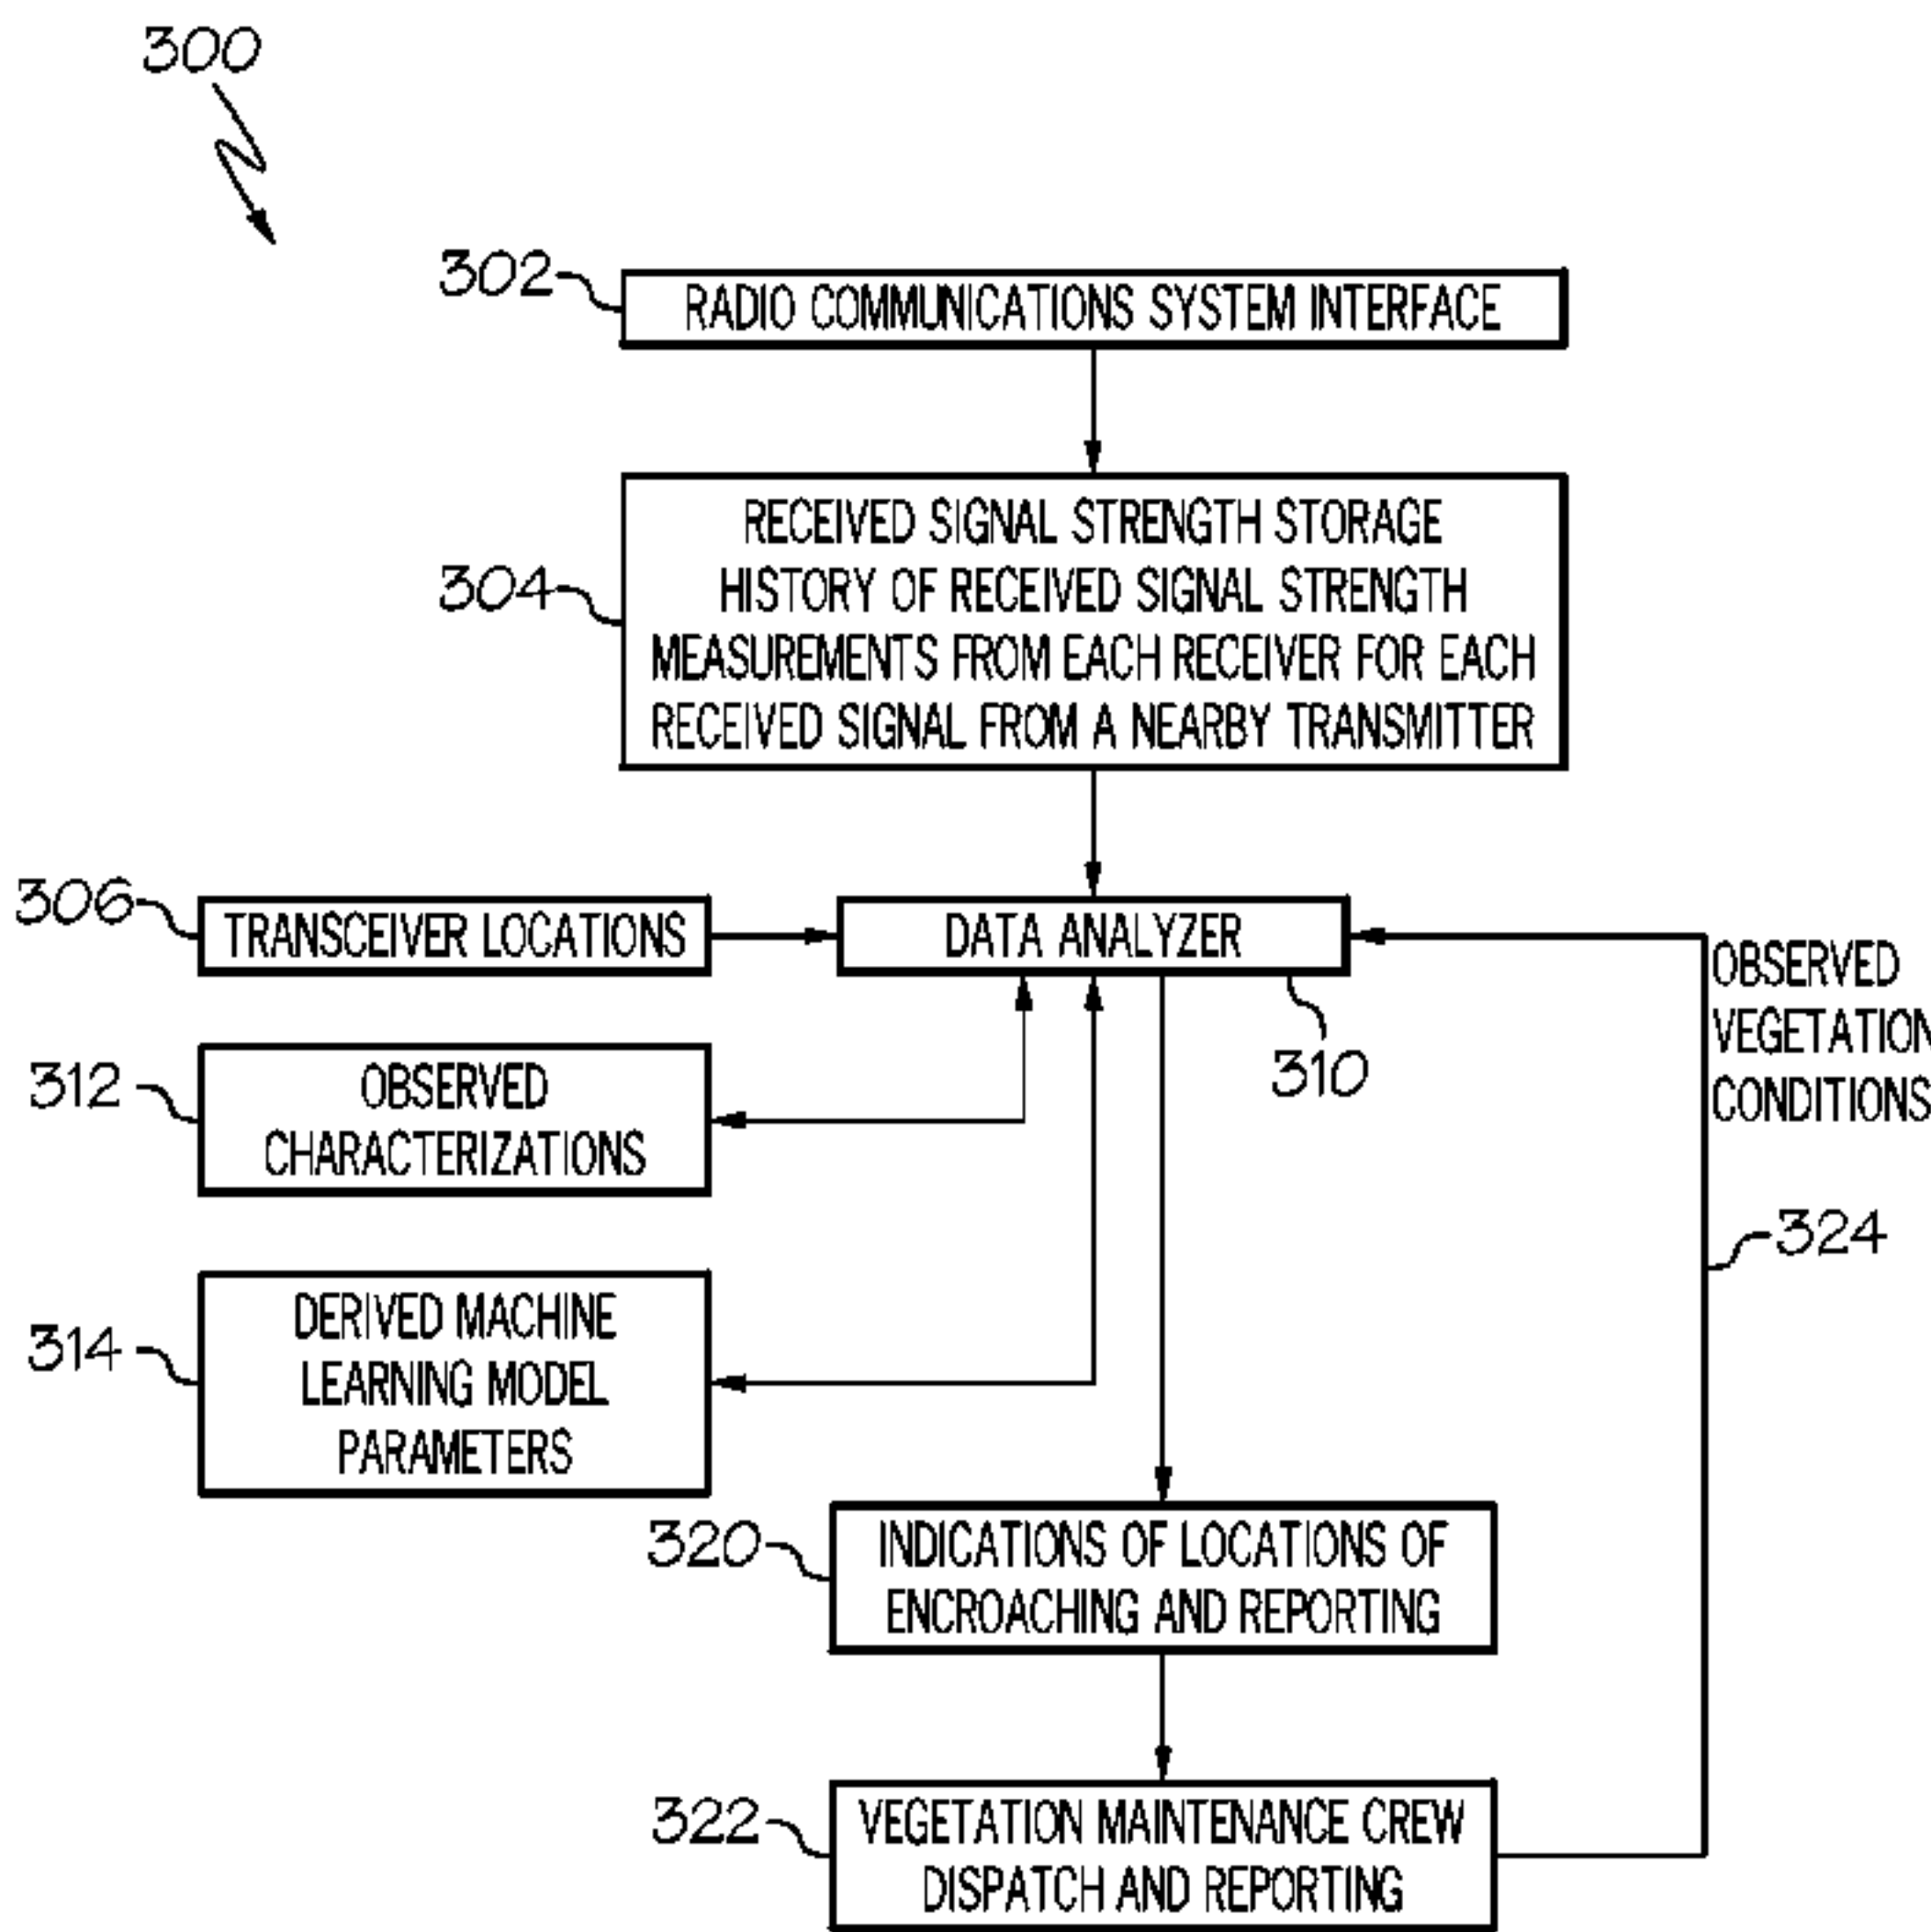 300
302
RADIO COMMUNICATIONS SYSTEM INTERFACE
304
RECEIVED SIGNAL STRENGTH STORAGE
HISTORY OF RECEIVED SIGNAL STRENGTH
MEASUREMENTS FROM EACH RECEIVER FOR EACH
RECEIVED SIGNAL FROM A NEARBY TRANSMITTER
306
TRANSCEIVER LOCATIONS
DATA ANALYZER
310
OBSERVED
VEGETATION
CONDITIONS
312
OBSERVED
CHARACTERIZATIONS
324
314
DERIVED MACHINE
LEARNING MODEL
PARAMETERS
320
INDICATIONS OF LOCATIONS OF
ENCROACHING AND REPORTING
322
VEGETATION MAINTENANCE CREW
DISPATCH AND REPORTING